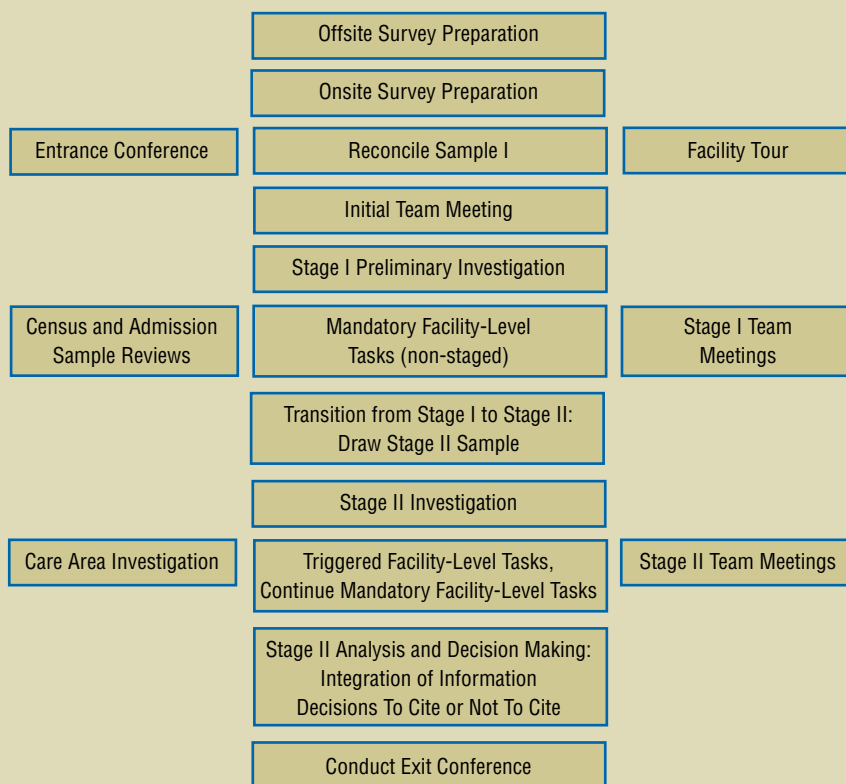 Offsite Survey Preparation
Onsite Survey Preparation
Entrance Conference
Reconcile Sample I
Facility Tour
Initial Team Meeting
Stage I Preliminary Investigation
Census and Admission
Sample Reviews
Mandatory Facility-Level
Tasks (non-staged)
Stage I Team
Meetings
Transition from Stage I to Stage II:
Draw Stage II Sample
Stage II Investigation
Care Area Investigation
Triggered Facility-Level Tasks,
Continue Mandatory Facility-Level Tasks
Stage II Team Meetings
Stage II Analysis and Decision Making:
Integration of Information
Decisions To Cite or Not To Cite
Conduct Exit Conference